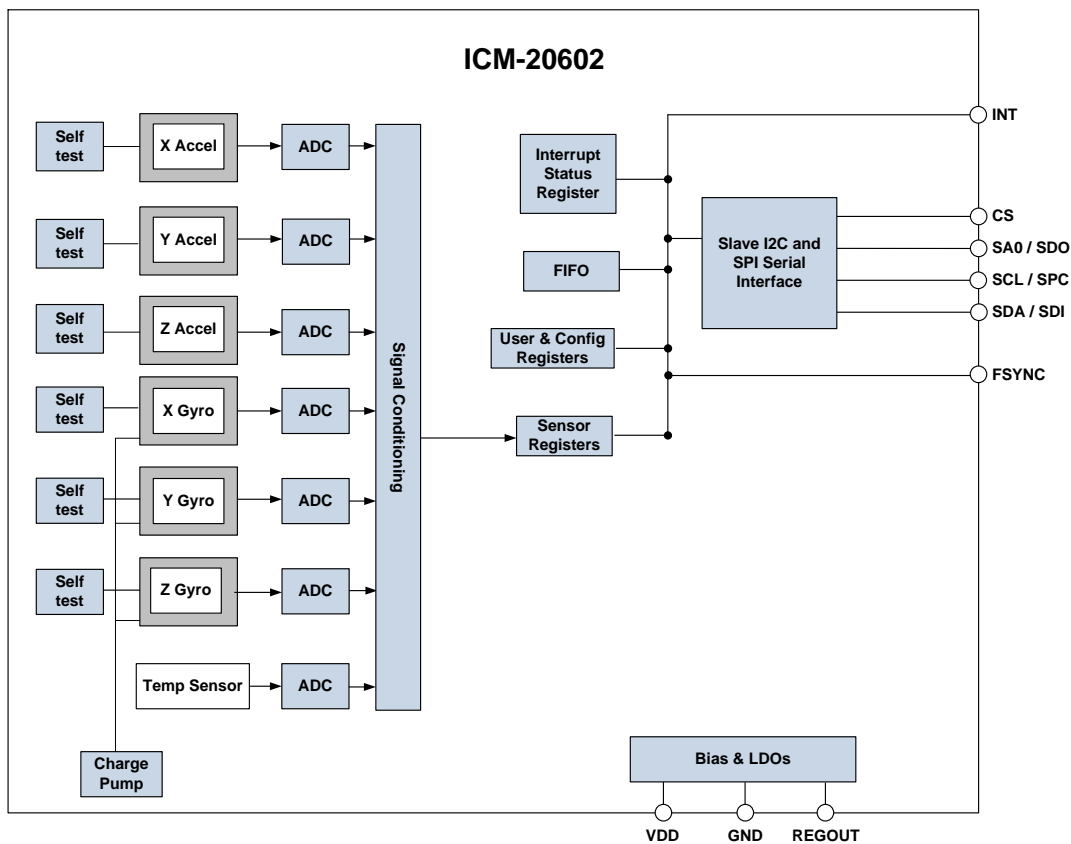 ICM-20602
INT
Self
test
X Accel
ADC
Interrupt
Status
Register
CS
Self
test
Y Accel
ADC
Slave I2C and
SPI Serial
Interface
SA0 / SDO
FIFO
SCL / SPC
SDA / SDI
Self
test
Z Accel
ADC
Signal Conditioning
User & Config
Registers
FSYNC
Self
test
X Gyro
ADC
Sensor
Registers
Self
test
Y Gyro
ADC
Self
test
Z Gyro
ADC
Temp Sensor
ADC
Charge
Pump
Bias & LDOs
VDD
GND
REGOUT